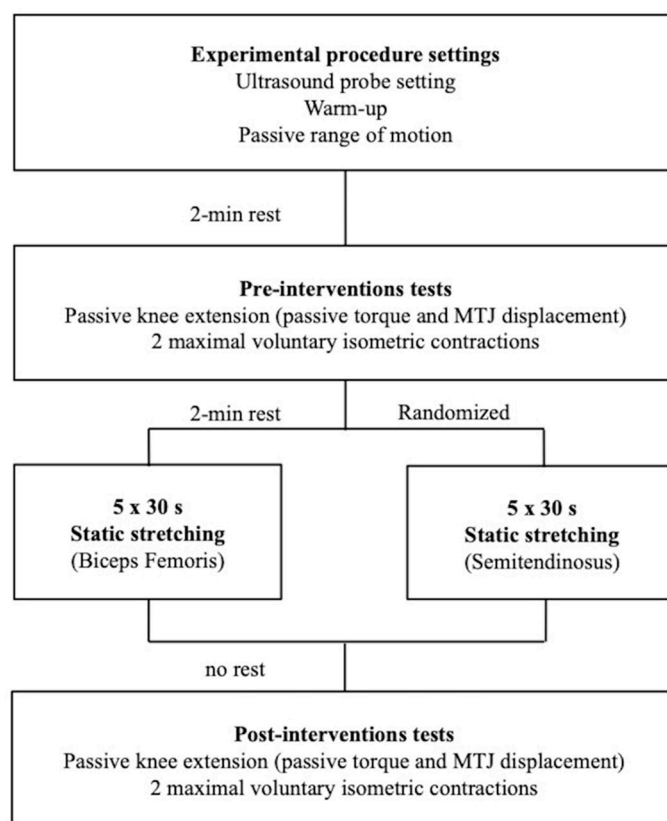 Experimental procedure settings
Ultrasound probe setting
Warm-up
Passive range of motion
2-min rest
Pre-interventions tests
Passive knee extension (passive torque and MTJ displacement)
2 maximal voluntary isometric contractions
2-min rest
Randomized
5 x 30 s
Static stretching
(Biceps Femoris)
5 x 30 s
Static stretching
(Semitendinosus)
no rest
Post-interventions tests
Passive knee extension (passive torque and MTJ displacement)
2 maximal voluntary isometric contractions